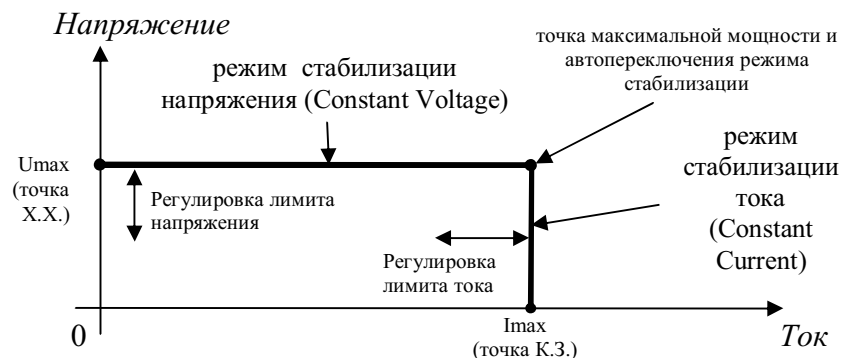 Напряжение
точка максимальной мощности и
автопереключения режима
стабилизации
режим стабилизации
напряжения (Constant Voltage)
режим
стабилизации
тока
(Constant
Current)
Umax
(точка
Х.Х.)
Регулировка лимита
напряжения
Регулировка
лимита тока
0
Imax
(точка К.З.)
Ток